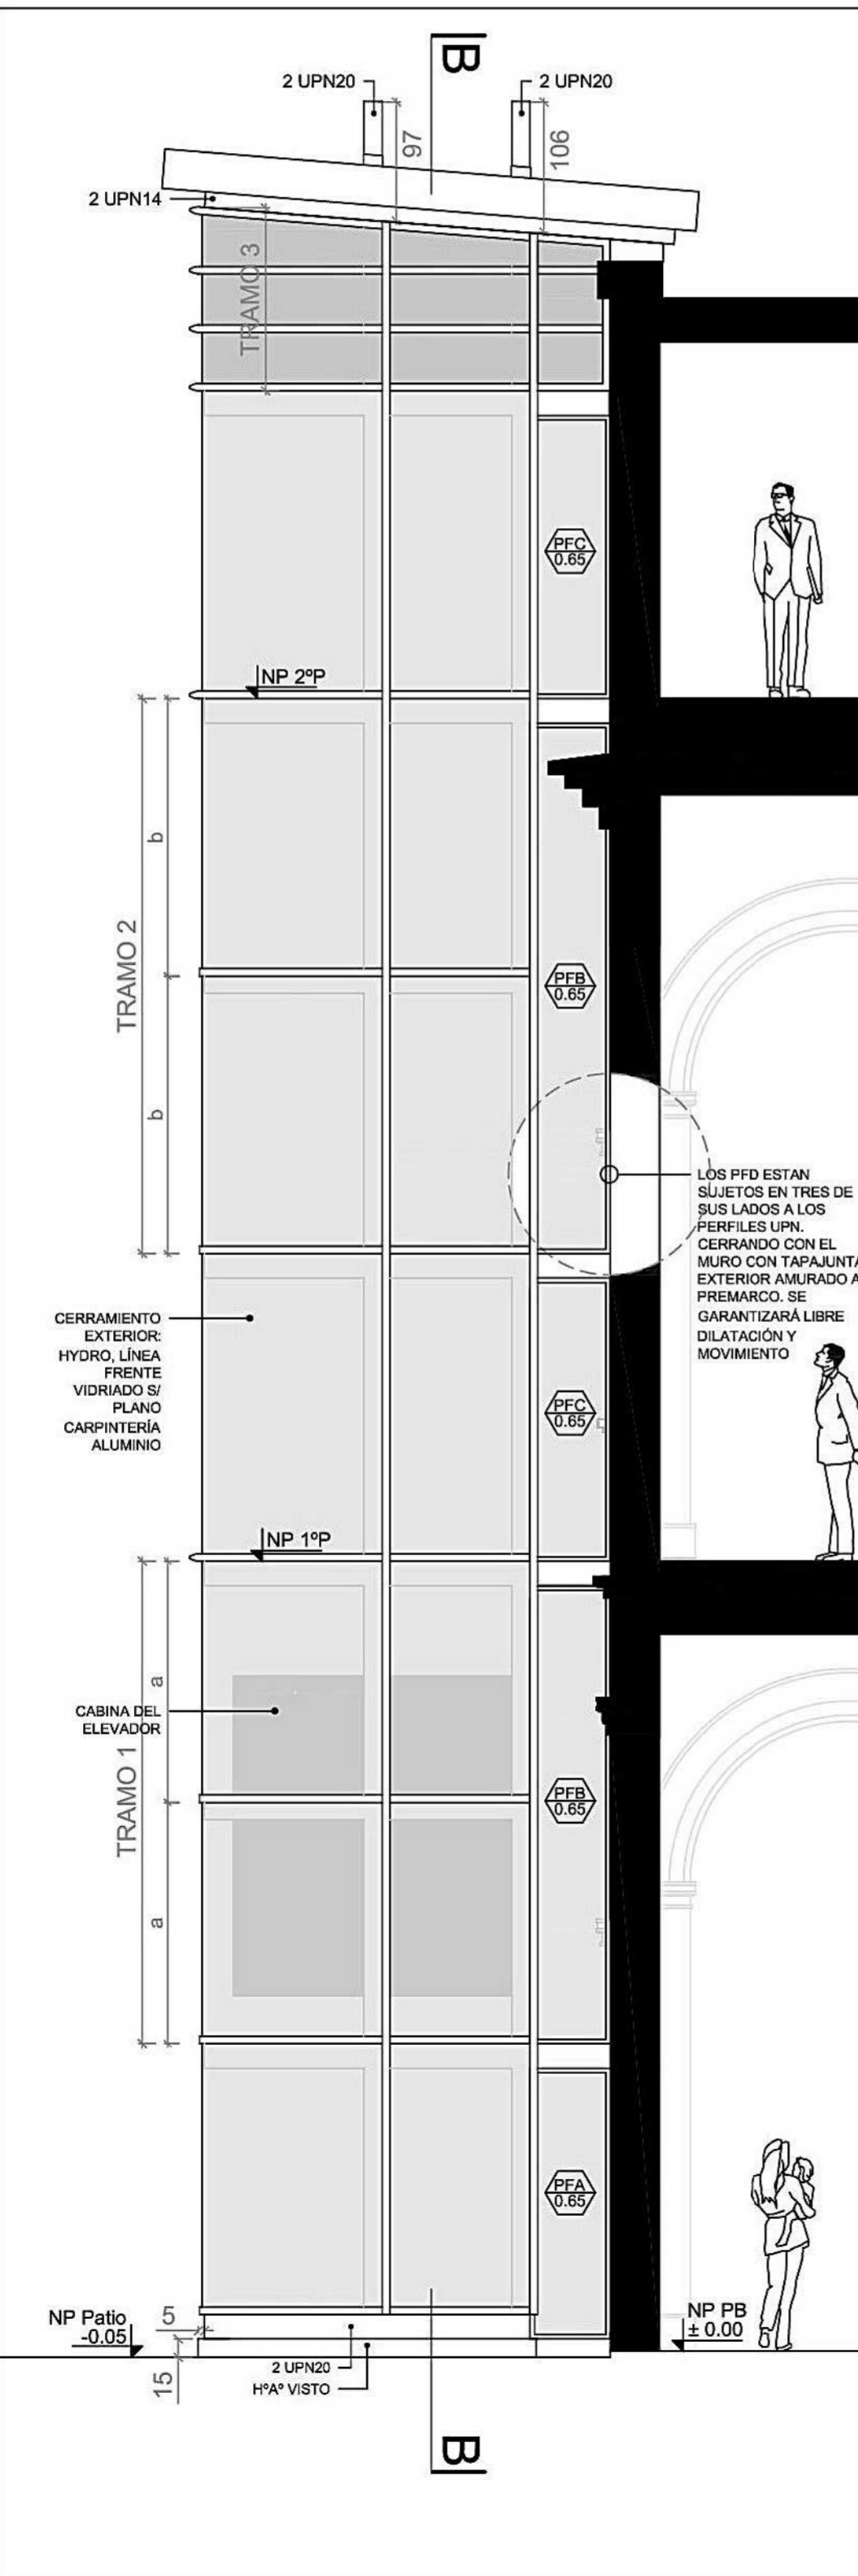 B
2 UPN20
2 UPN20
97
106
2 UPN14
TRAMO 3
PFC
0.65
NP 2ºP
b
TRAMO 2
PFB
0.65
b
LOS PFD ESTAN
SUJETOS EN TRES DE
SUS LADOS A LOS
PERFILES UPN.
CERRANDO CON EL
MURO CON TAPAJUNTA
EXTERIOR AMURADO A
PREMARCO. SE
GARANTIZARÁ LIBRE
DILATACIÓN Y
MOVIMIENTO
CERRAMIENTO
EXTERIOR:
HYDRO, LÍNEA
FRENTE
VIDRIADO S/
PLANO
CARPINTERÍA
ALUMINIO
PFC
0.65
NP 1ºP
a
CABINA DEL
ELEVADOR
TRAMO 1
PFB
0.65
a
PFA
0.65
NP Patio
-0.05
5
NP PB
± 0.00
15
2 UPN20
HºAº VISTO
B